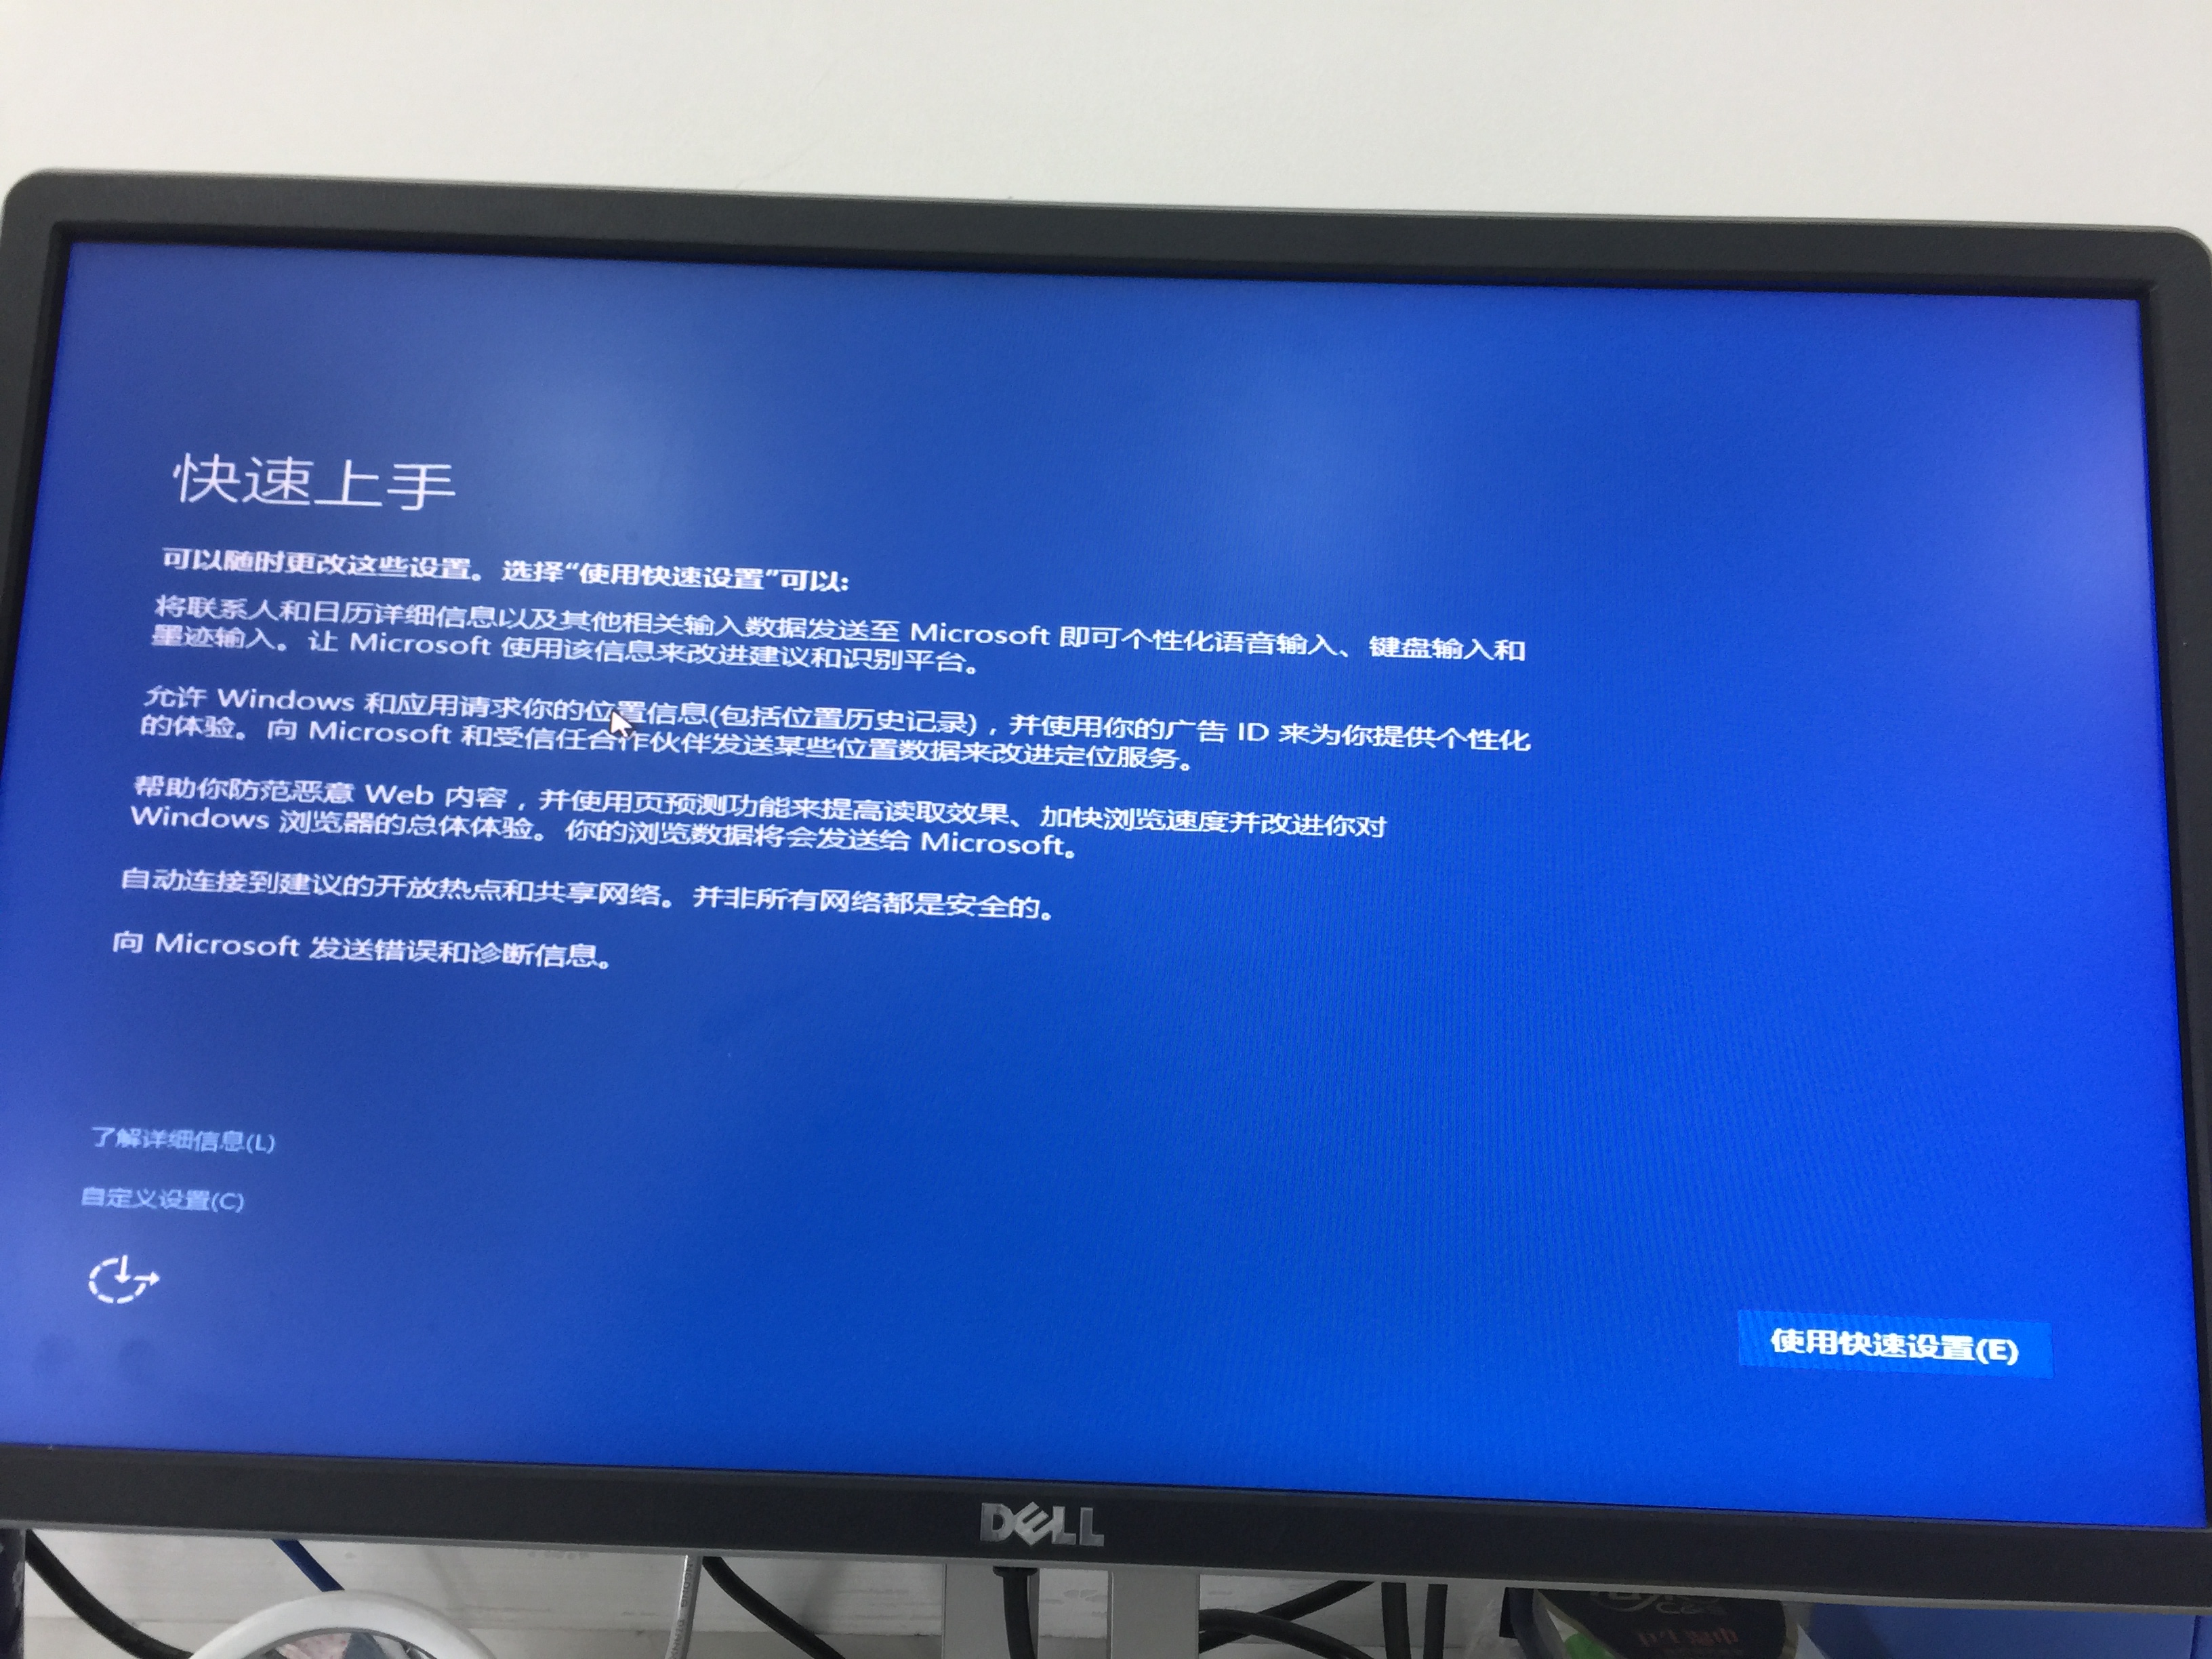 快速上手
可以随时更改这些设置。选择“使用快速设置”可以:
将联系人和日历详细信息以及其他相关输入数据发送至 Microsoft 即可个性化语音输入、键盘输入和
墨迹输入。让 Microsoft 使用该信息来改进建议和识别平台。
允许 Windows 和应用请求你的位置信息(包括位置历史记录)，并使用你的广告 ID 来为你提供个性化
的体验。向 Microsoft 和受信任合作伙伴发送某些位置数据来改进定位服务。
帮助你防范恶意 Web 内容，并使用页预测功能来提高读取效果、加快浏览速度并改进你对
Windows 浏览器的总体体验。你的浏览数据将会发送给 Microsoft。
自动连接到建议的开放热点和共享网络。并非所有网络都是安全的。
向 Microsoft 发送错误和诊断信息。
了解详细信息(L)
自定义设置(C)
使用快速设置(E)
DELL